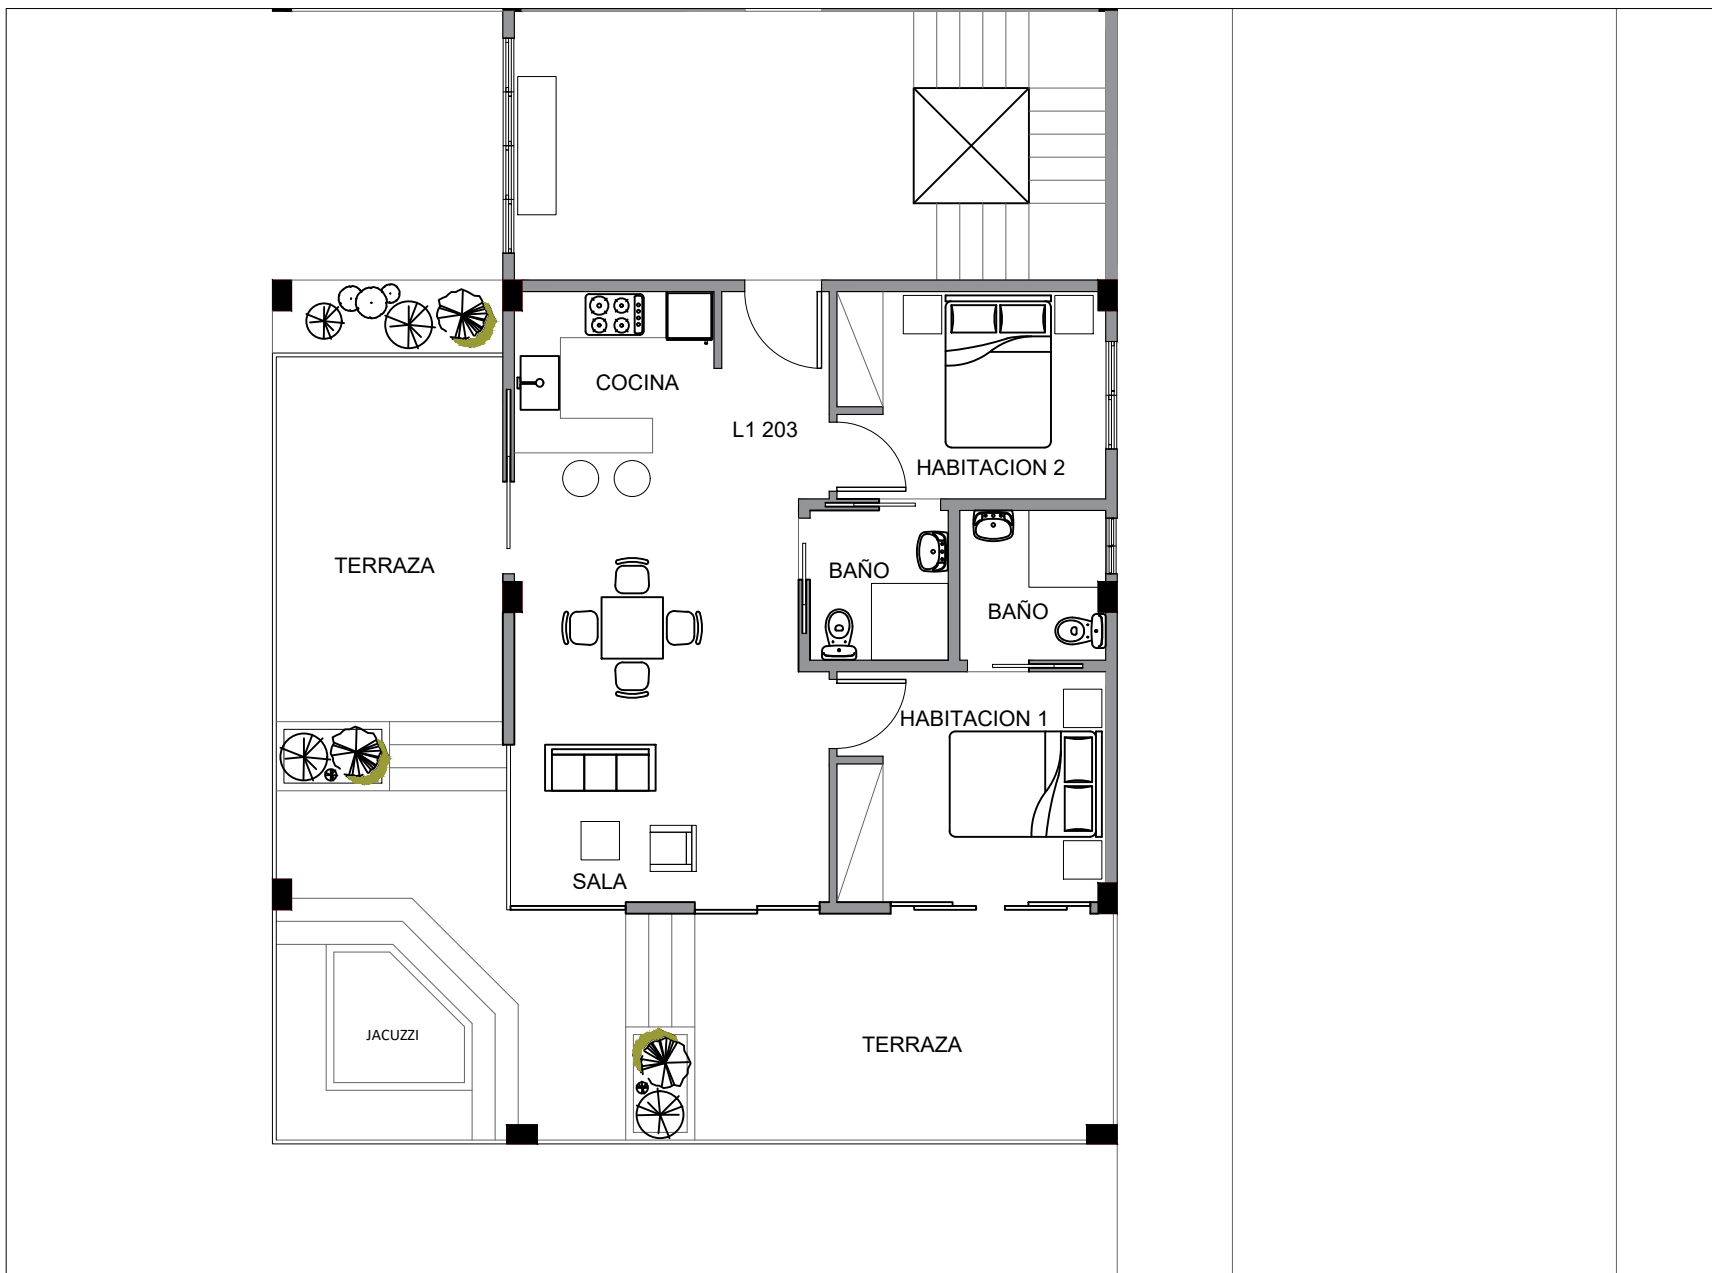 COCINA
L1 203
HABITACION 2
TERRAZA
BAÑO
BAÑO
HABITACION 1
SALA
JACUZZI
TERRAZA